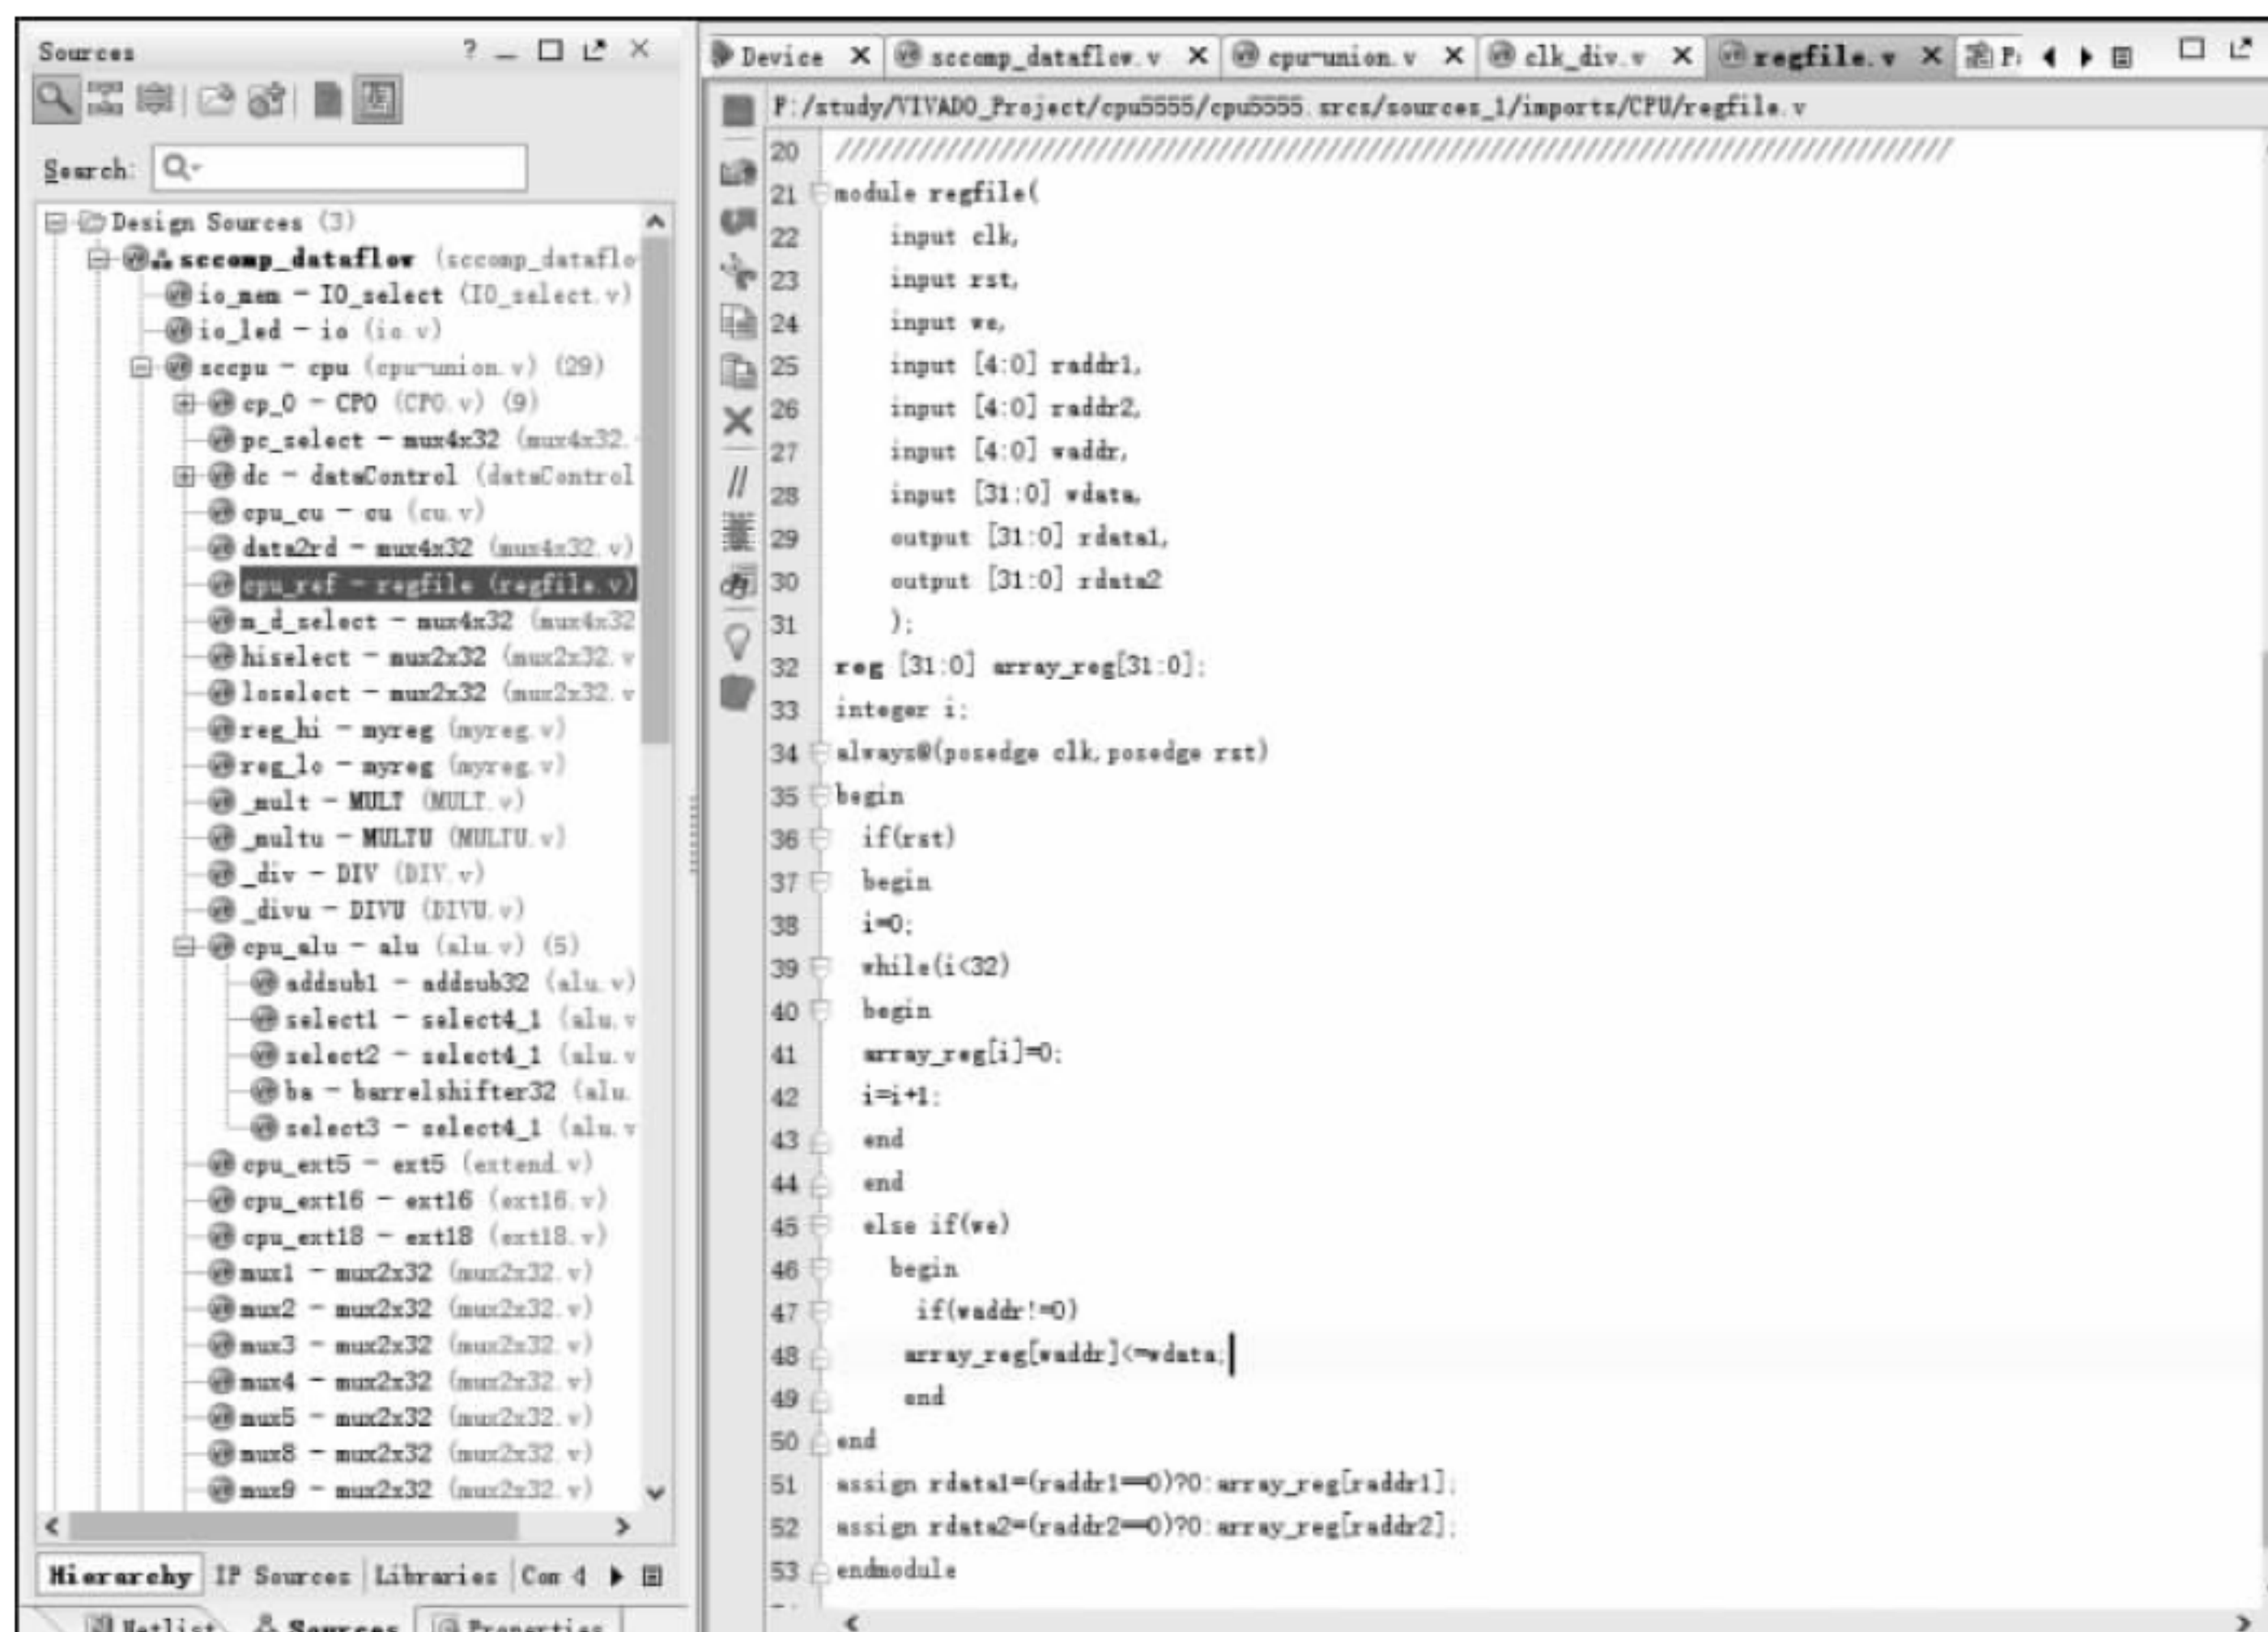 Sources
Search:
Design Sources (3)
sccomp_dataflow (sccomp_dataflo
io_mem - IO_select (IO_select.v)
io_led - io (io.v)
sccpu - cpu (cpu-union.v) (29)
cp_0 - CP0 (CP0.v) (9)
pc_select - mux4x32 (mux4x32.
dc - dataControl (dataControl
cpu_cu - cu (cu.v)
data2rd - mux4x32 (mux4x32.v)
cpu_ref - regfile (regfile.v)
m_d_select - mux4x32 (mux4x32
hiselect - mux2x32 (mux2x32.v
loselect - mux2x32 (mux2x32.v
reg_hi - myreg (myreg.v)
reg_lo - myreg (myreg.v)
_mult - MULT (MULT.v)
_multu - MULTU (MULTU.v)
_div - DIV (DIV.v)
_divu - DIVU (DIVU.v)
cpu_alu - alu (alu.v) (5)
addsub1 - addsub32 (alu.v)
select1 - select4_1 (alu.v
select2 - select4_1 (alu.v
ba - barrelshifter32 (alu.
select3 - select4_1 (alu.v
cpu_ext5 - ext5 (extend.v)
cpu_ext16 - ext16 (ext16.v)
cpu_ext18 - ext18 (ext18.v)
mux1 - mux2x32 (mux2x32.v)
mux2 - mux2x32 (mux2x32.v)
mux3 - mux2x32 (mux2x32.v)
mux4 - mux2x32 (mux2x32.v)
mux5 - mux2x32 (mux2x32.v)
mux8 - mux2x32 (mux2x32.v)
mux9 - mux2x32 (mux2x32.v)
Hierarchy IP Sources Libraries Com
Netlist Sources Properties
Device sccomp_dataflow.v cpu-union.v clk_div.v regfile.v
F:/study/VIVADO_Project/cpu5555/cpu5555.srcs/sources_1/imports/CPU/regfile.v
20 ////////////////////////////////////////////////////////////////////////////////
21 module regfile(
22 input clk,
23 input rst,
24 input we,
25 input [4:0] raddr1,
26 input [4:0] raddr2,
27 input [4:0] waddr,
28 input [31:0] wdata,
29 output [31:0] rdata1,
30 output [31:0] rdata2
31 );
32 reg [31:0] array_reg[31:0];
33 integer i;
34 always@(posedge clk,posedge rst)
35 begin
36 if(rst)
37 begin
38 i=0;
39 while(i<32)
40 begin
41 array_reg[i]=0;
42 i=i+1;
43 end
44 end
45 else if(we)
46 begin
47 if(waddr!=0)
48 array_reg[waddr]<=wdata;
49 end
50 end
51 assign rdata1=(raddr1==0)?0:array_reg[raddr1];
52 assign rdata2=(raddr2==0)?0:array_reg[raddr2];
53 endmodule